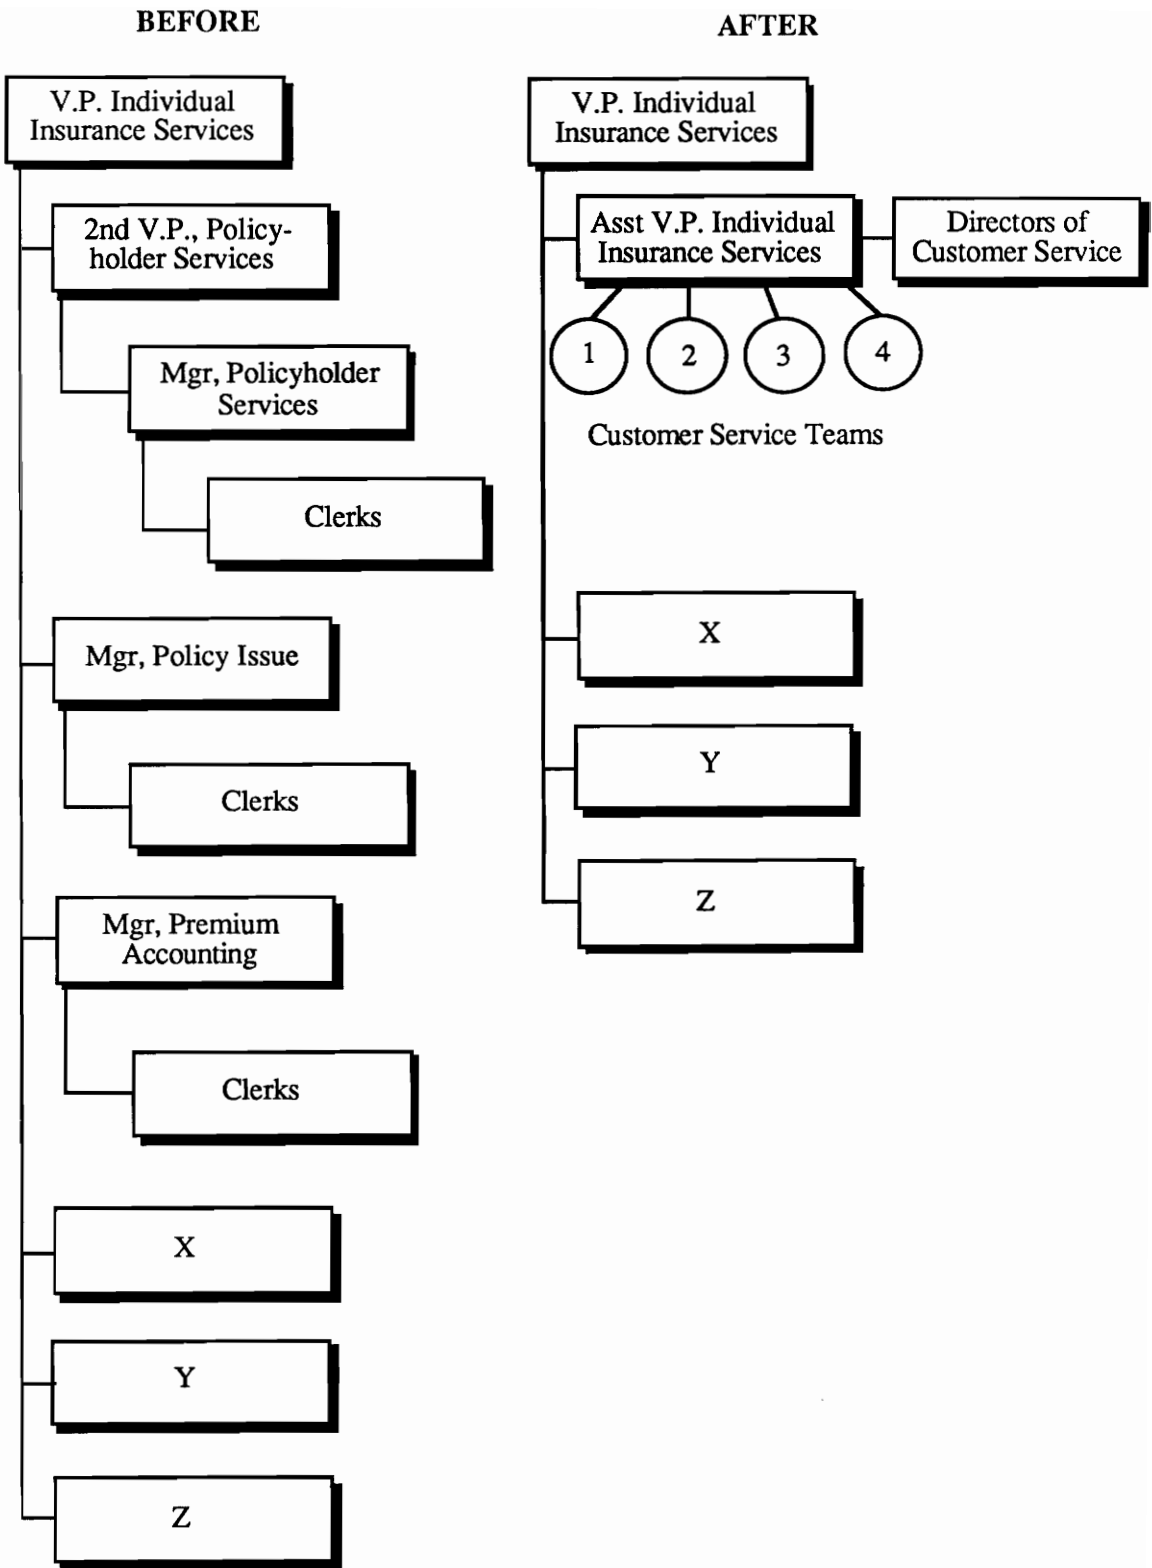 BEFORE
V.P. Individual
Insurance Services
2nd V.P., Policy-
holder Services
Mgr, Policyholder
Services
Clerks
Mgr, Policy Issue
Clerks
Mgr, Premium
Accounting
Clerks
X
Y
Z
AFTER
V.P. Individual
Insurance Services
Asst V.P. Individual
Insurance Services
Directors of
Customer Service
1
2
3
4
Customer Service Teams
X
Y
Z